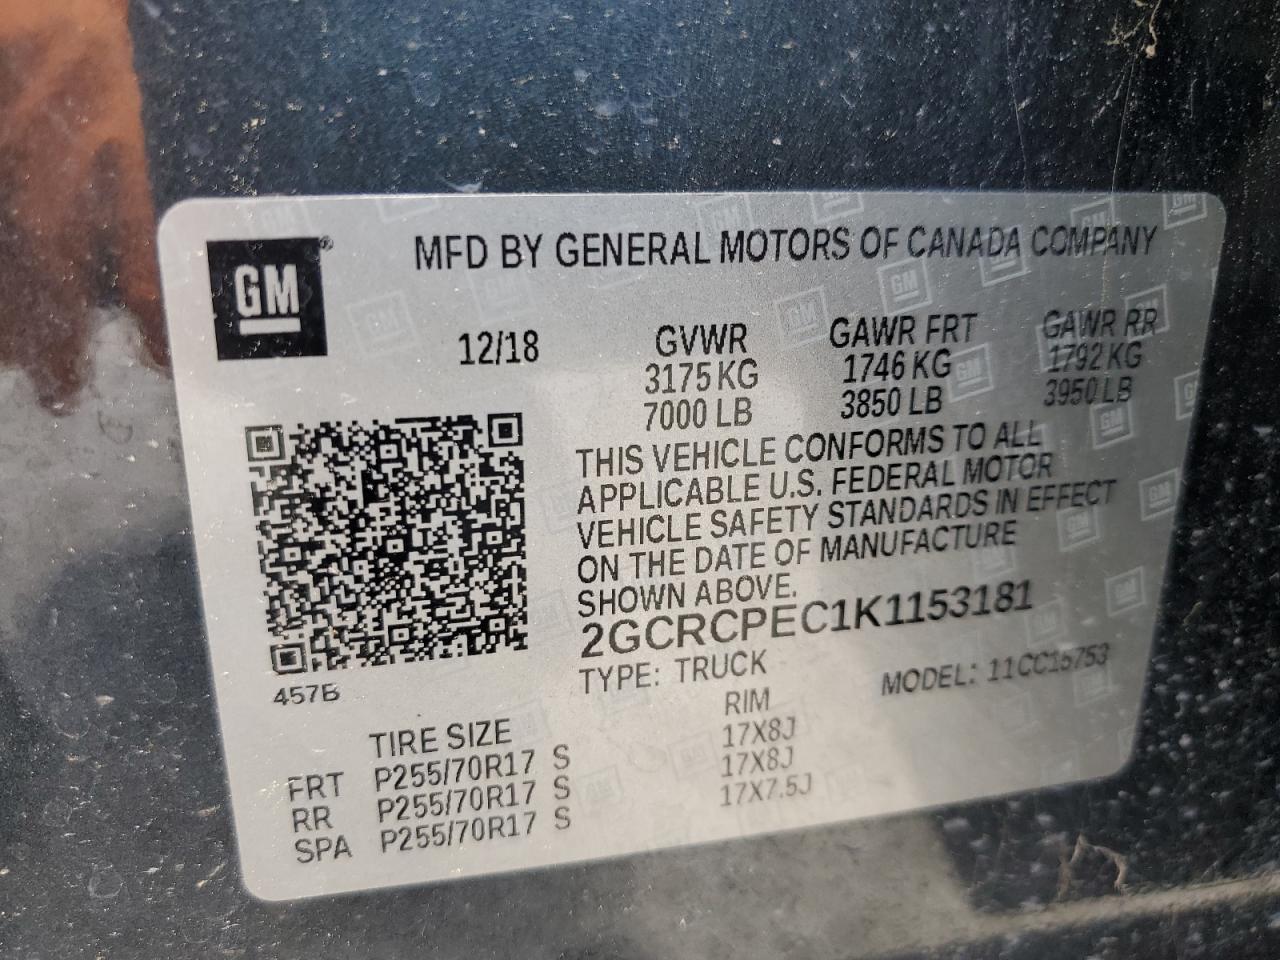 GM®
MFD BY GENERAL MOTORS OF CANADA COMPANY
12/18
GVWR GAWR FRT GAWR RR
3175 KG 1746 KG 1792 KG
7000 LB 3850 LB 3950 LB
THIS VEHICLE CONFORMS TO ALL
APPLICABLE U.S. FEDERAL MOTOR
VEHICLE SAFETY STANDARDS IN EFFECT
ON THE DATE OF MANUFACTURE
SHOWN ABOVE.
2GCRCPEC1K1153181
TYPE: TRUCK MODEL: 11CC15753
457B
TIRE SIZE RIM
FRT P255/70R17 S 17X8J
RR P255/70R17 S 17X8J
SPA P255/70R17 S 17X7.5J